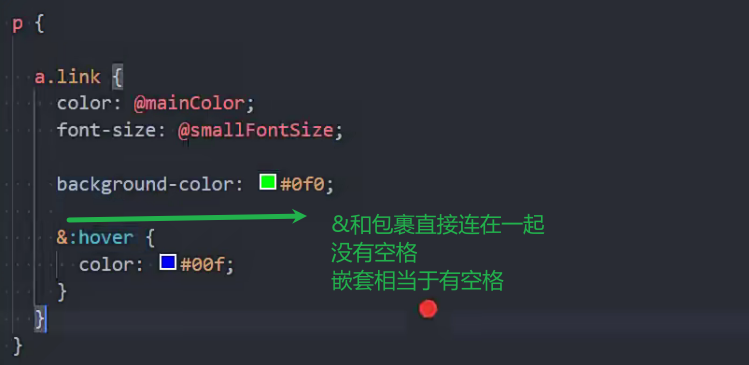 p {
a.link {
color: @mainColor;
font-size: @smallFontSize;
background-color: #0f0;
&:hover {
&和包裹直接连在一起
没有空格
color: #00f;
嵌套相当于有空格
}
}
}